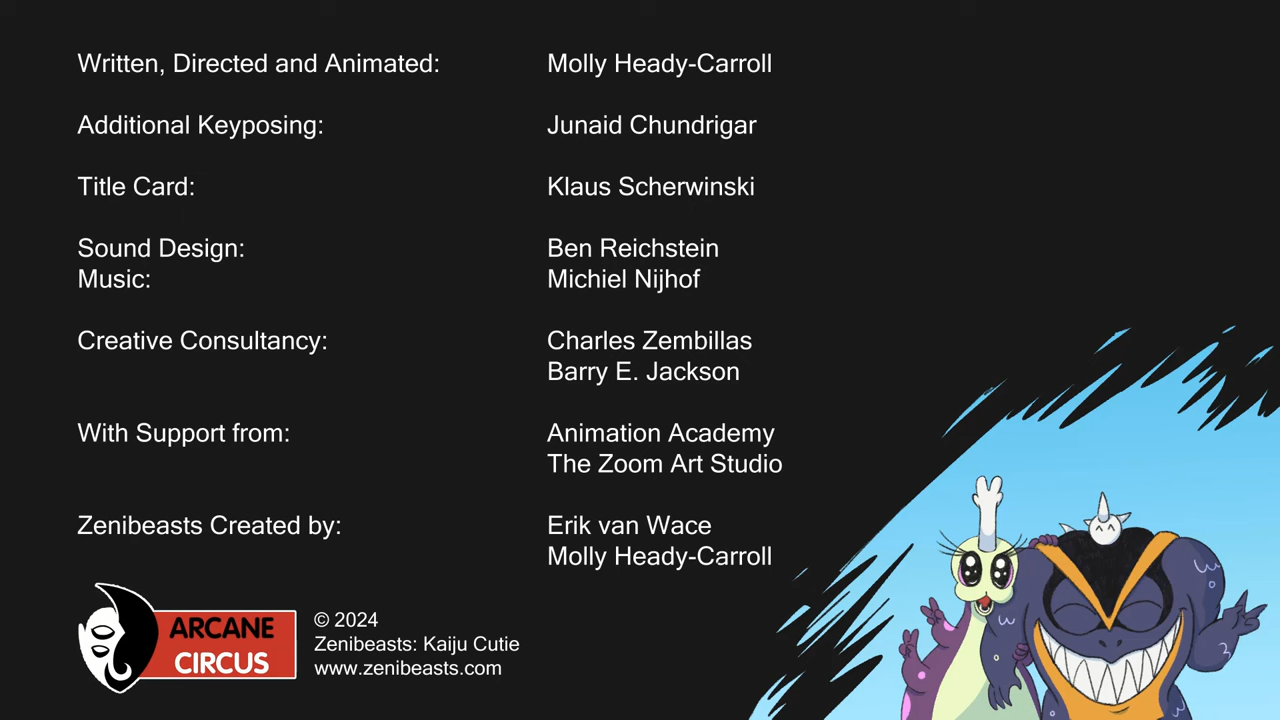 Written, Directed and Animated: Molly Heady-Carroll
Additional Keyposing: Junaid Chundrigar
Title Card: Klaus Scherwinski
Sound Design: Ben Reichstein
Music: Michiel Nijhof
Creative Consultancy: Charles Zembillas
Barry E. Jackson
With Support from: Animation Academy
The Zoom Art Studio
Zenibeasts Created by: Erik van Wace
Molly Heady-Carroll
ARCANE
CIRCUS
© 2024
Zenibeasts: Kaiju Cutie
www.zenibeasts.com